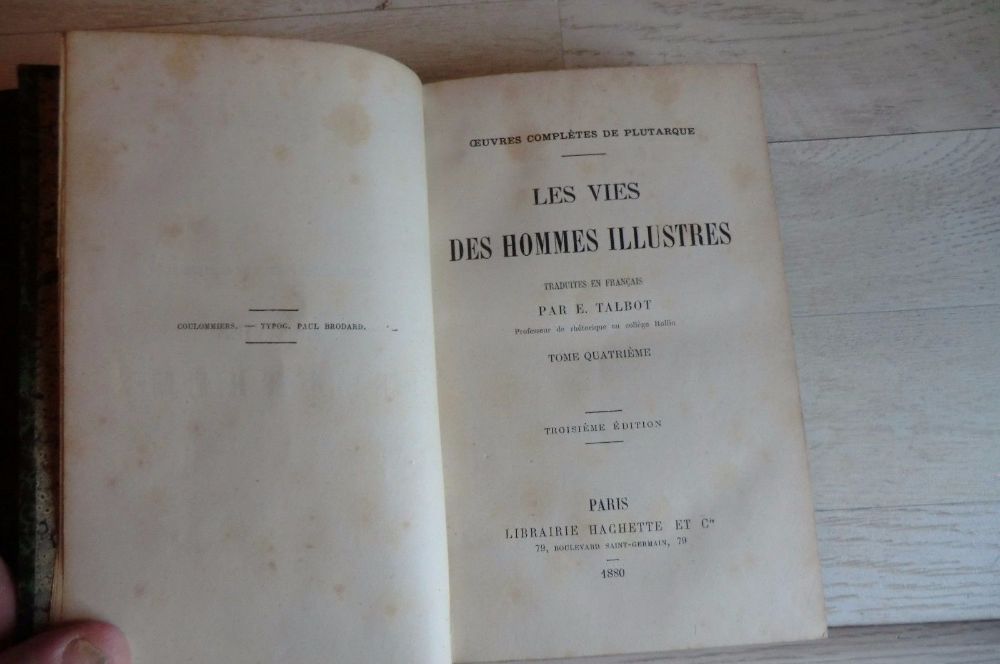 COULOMMIERS. — TYPOG. PAUL BRODARD.
ŒUVRES COMPLÈTES DE PLUTARQUE
LES VIES
DES HOMMES ILLUSTRES
TRADUITES EN FRANÇAIS
PAR E. TALBOT
Professeur de rhétorique au collège Rollin
TOME QUATRIÈME
TROISIÈME ÉDITION
PARIS
LIBRAIRIE HACHETTE ET Cie
79, BOULEVARD SAINT-GERMAIN, 79
1880